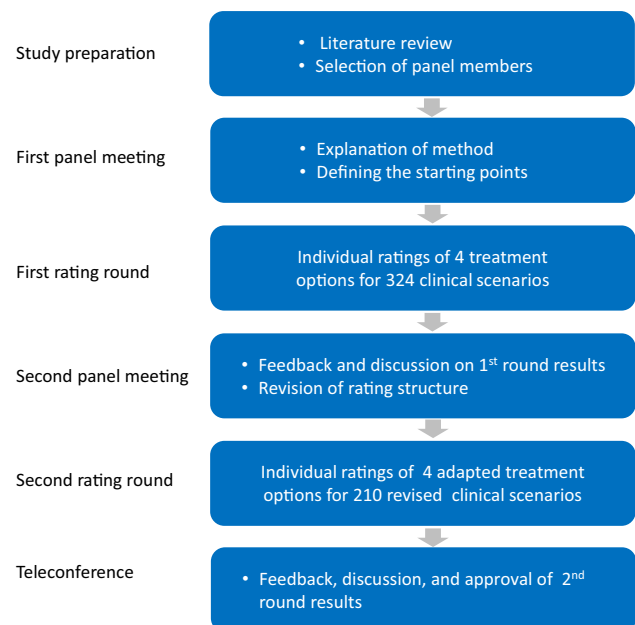 Study preparation
• Literature review
• Selection of panel members
First panel meeting
• Explanation of method
• Defining the starting points
First rating round
Individual ratings of 4 treatment
options for 324 clinical scenarios
Second panel meeting
• Feedback and discussion on 1st round results
• Revision of rating structure
Second rating round
Individual ratings of 4 adapted treatment
options for 210 revised clinical scenarios
Teleconference
• Feedback, discussion, and approval of 2nd
round results